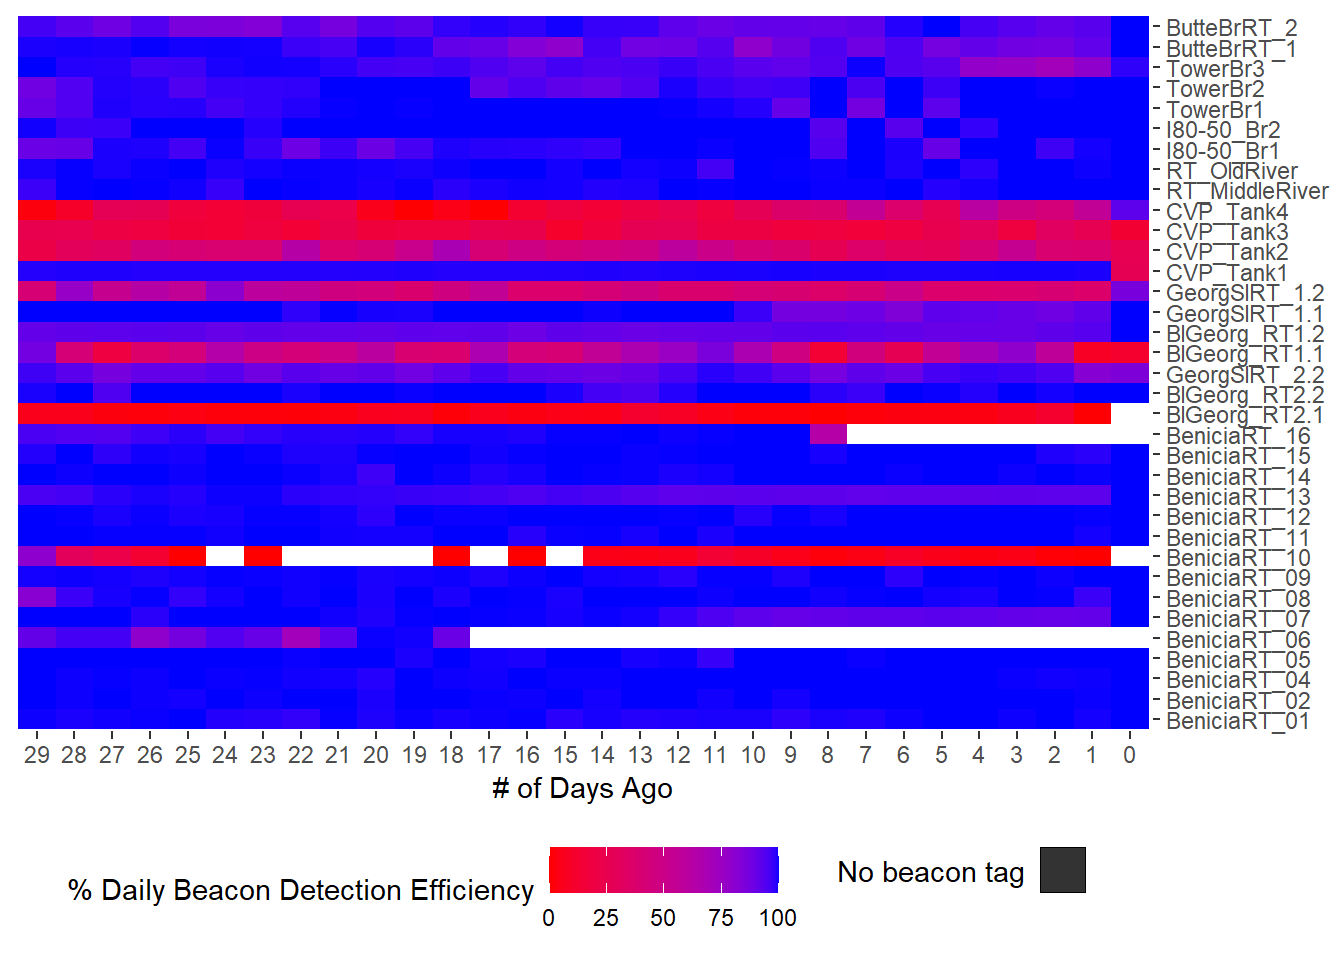 ButteBrRT_2
ButteBrRT_1
TowerBr3
TowerBr2
TowerBr1
I80-50_Br2
I80-50_Br1
RT_OldRiver
RT_MiddleRiver
CVP_Tank4
CVP_Tank3
CVP_Tank2
CVP_Tank1
GeorgSlRT_1.2
GeorgSlRT_1.1
BlGeorg_RT1.2
BlGeorg_RT1.1
GeorgSlRT_2.2
BlGeorg_RT2.2
BlGeorg_RT2.1
BeniciaRT_16
BeniciaRT_15
BeniciaRT_14
BeniciaRT_13
BeniciaRT_12
BeniciaRT_11
BeniciaRT_10
BeniciaRT_09
BeniciaRT_08
BeniciaRT_07
BeniciaRT_06
BeniciaRT_05
BeniciaRT_04
BeniciaRT_02
BeniciaRT_01
29 28 27 26 25 24 23 22 21 20 19 18 17 16 15 14 13 12 11 10 9 8 7 6 5 4 3 2 1 0
# of Days Ago
% Daily Beacon Detection Efficiency
0 25 50 75 100
No beacon tag